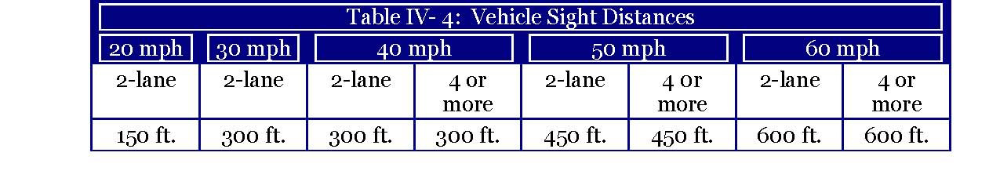 Table IV- 4:  Vehicle Sight Distances
20 mph 30 mph 40 mph 50 mph 60 mph
2-lane 2-lane 2-lane 4 or more 2-lane 4 or more 2-lane 4 or more
150 ft. 300 ft. 300 ft. 300 ft. 450 ft. 450 ft. 600 ft. 600 ft.